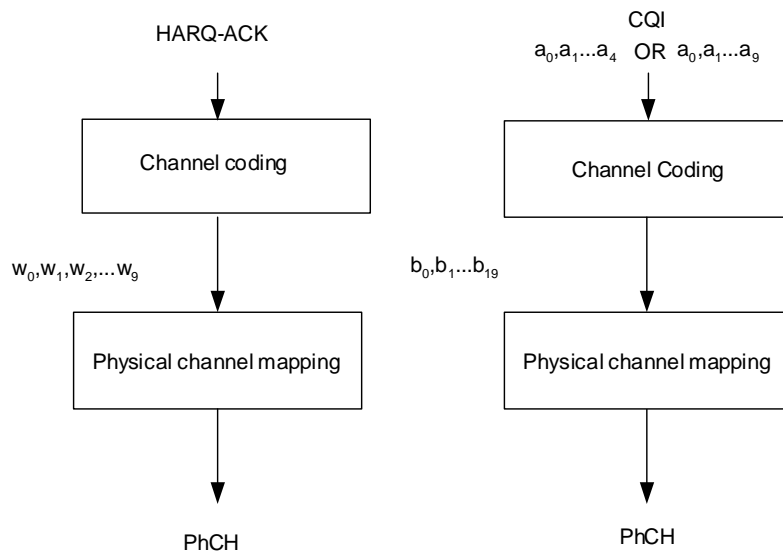 HARQ-ACK
Channel coding
w0,w1,w2,...w9
Physical channel mapping
PhCH
CQI
a0,a1...a4 OR a0,a1...a9
Channel Coding
b0,b1...b19
Physical channel mapping
PhCH